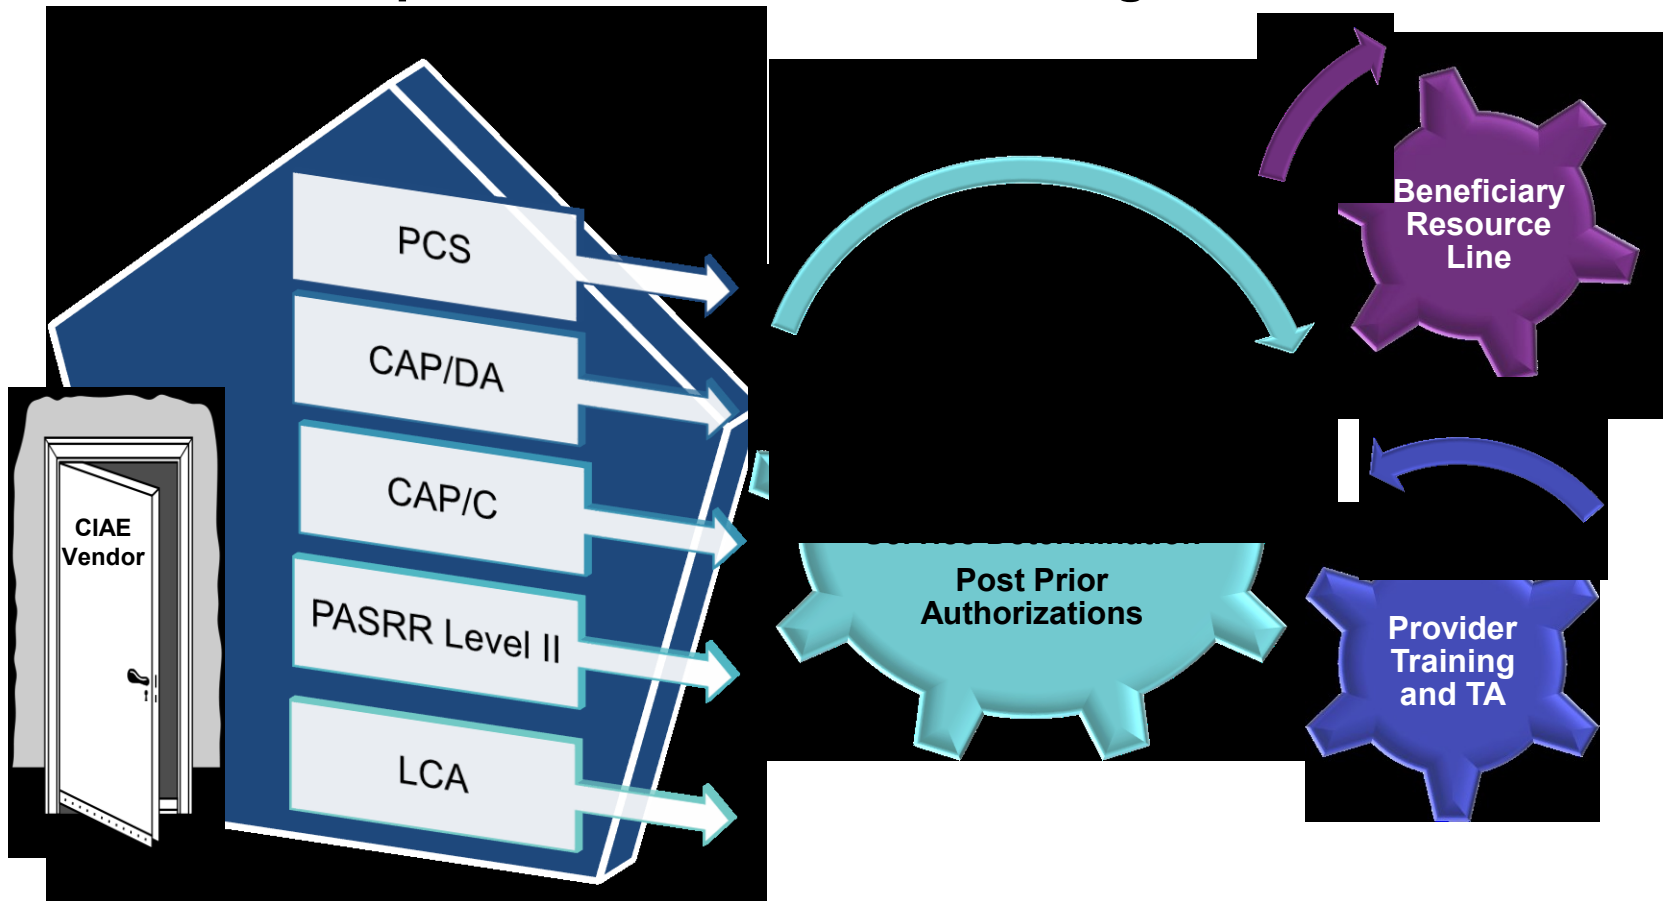 PCS
CAP/DA
CAP/C
PASRR Level II
LCA
CIAE
Vendor
Post Prior
Authorizations
Beneficiary
Resource
Line
Provider
Training
and TA